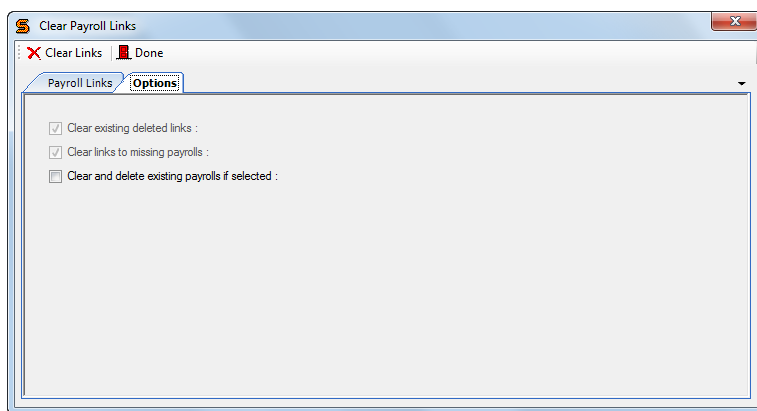 Clear Payroll Links
Clear Links Done
Payroll Links Options
Clear existing deleted links :
Clear links to missing payrolls :
Clear and delete existing payrolls if selected :